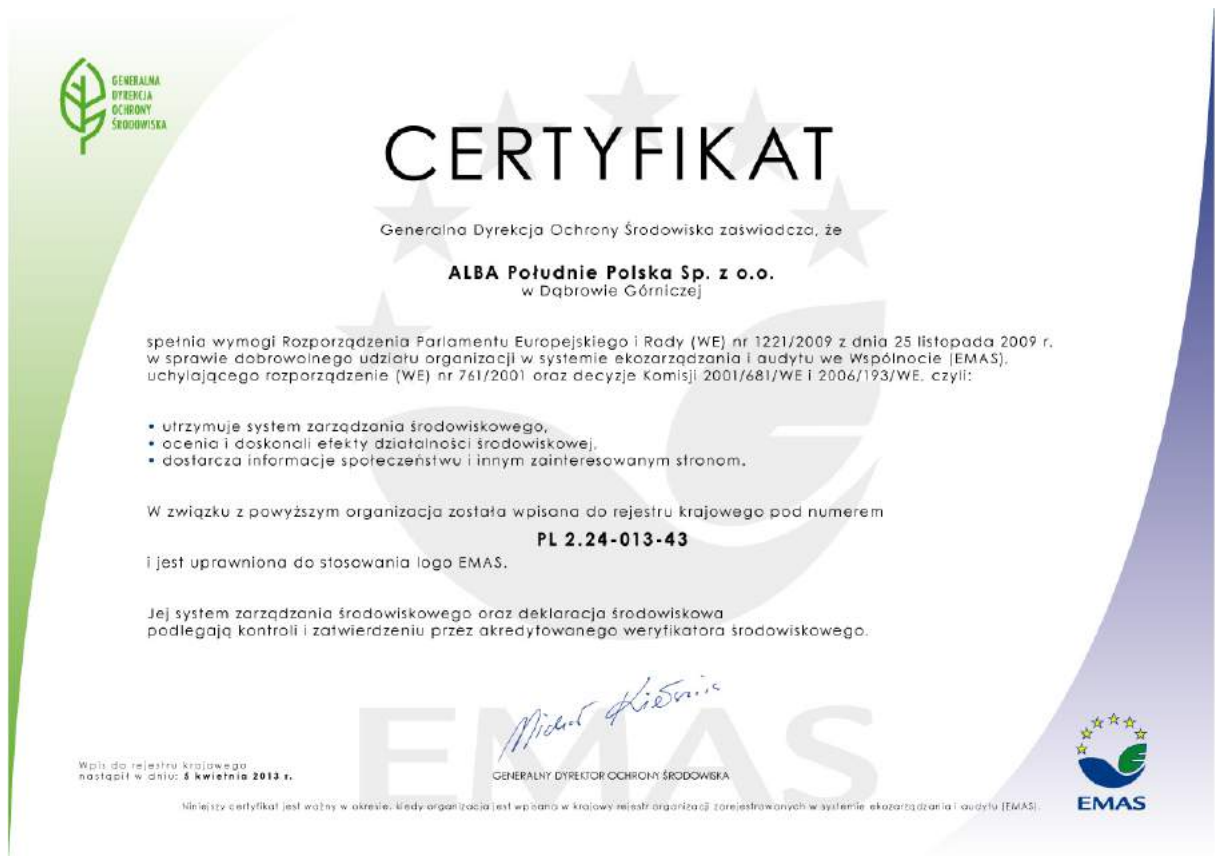 GENERALNA
DYREKCJA
OCHRONY
ŚRODOWISKA
CERTYFIKAT
Generalna Dyrekcja Ochrony Środowiska zaświadcza, że
ALBA Południe Polska Sp. z o.o.
w Dąbrowie Górniczej
spełnia wymogi Rozporządzenia Parlamentu Europejskiego i Rady (WE) nr 1221/2009 z dnia 25 listopada 2009 r.
w sprawie dobrowolnego udziału organizacji w systemie ekozarządzania i audytu we Wspólnocie (EMAS),
uchylającego rozporządzenie (WE) nr 761/2001 oraz decyzje Komisji 2001/681/WE i 2006/193/WE, czyli:
• utrzymuje system zarządzania środowiskowego,
• ocenia i doskonali efekty działalności środowiskowej,
• dostarcza informacje społeczeństwu i innym zainteresowanym stronom.
W związku z powyższym organizacja została wpisana do rejestru krajowego pod numerem
PL 2.24-013-43
i jest uprawniona do stosowania logo EMAS.
Jej system zarządzania środowiskowego oraz deklaracja środowiskowa
podlegają kontroli i zatwierdzeniu przez akredytowanego weryfikatora środowiskowego.
EMAS
Wpis do rejestru krajowego
nastąpił w dniu: 5 kwietnia 2013 r.
GENERALNY DYREKTOR OCHRONY ŚRODOWISKA
Niniejszy certyfikat jest ważny w okresie, kiedy organizacja jest wpisana w krajowy rejestr organizacji zarejestrowanych w systemie ekozarządzania i audytu (EMAS).
EMAS